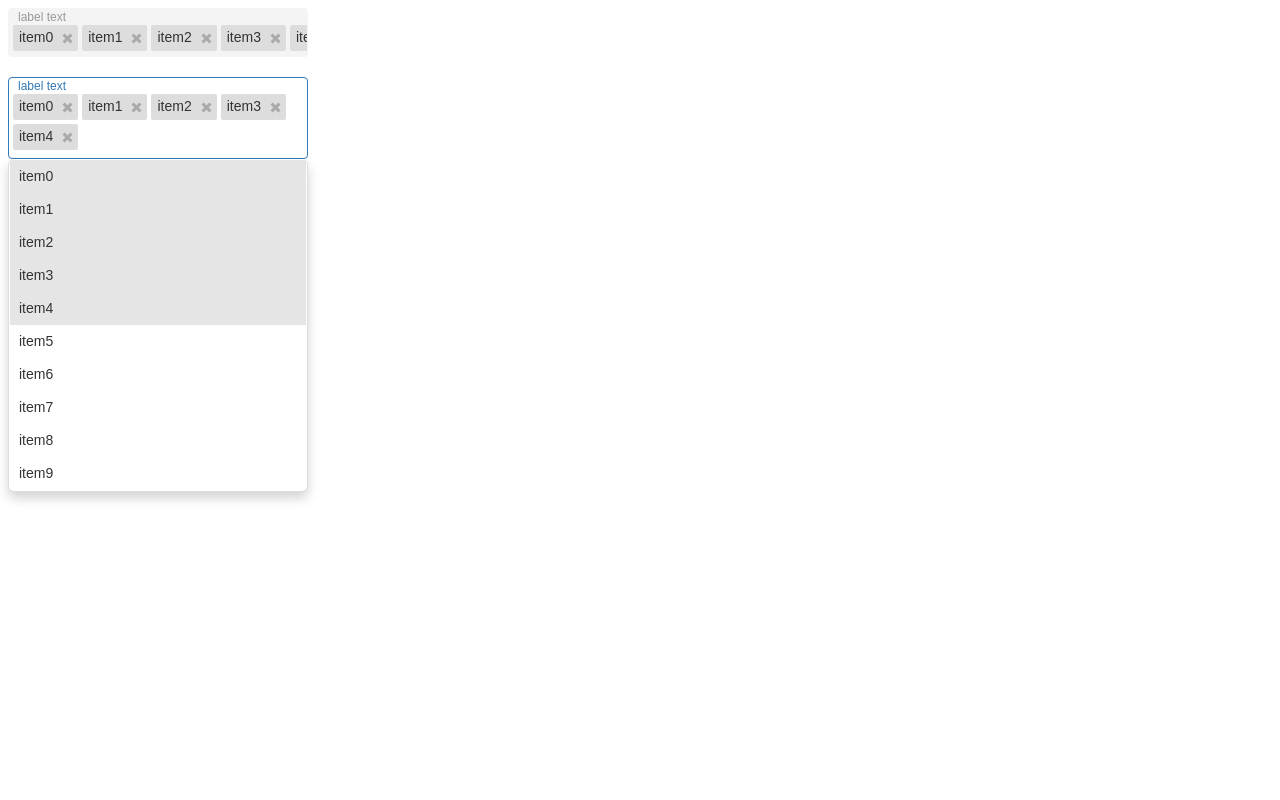 label text
item0 ✖ item1 ✖ item2 ✖ item3 ✖ ite
label text
item0 ✖ item1 ✖ item2 ✖ item3 ✖
item4 ✖
item0
item1
item2
item3
item4
item5
item6
item7
item8
item9